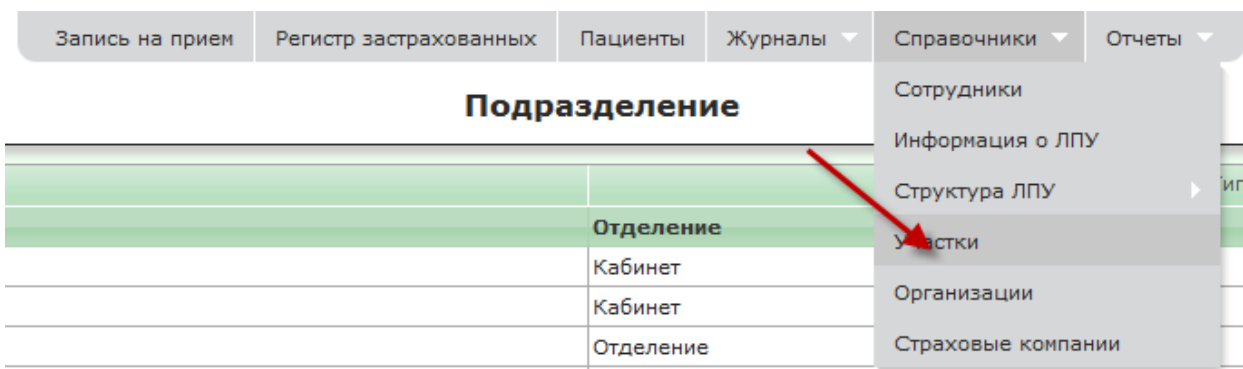 Запись на прием Регистр застрахованных Пациенты Журналы Справочники Отчеты
Подразделение
Сотрудники
Информация о ЛПУ
Структура ЛПУ
Участки
Организации
Страховые компании
Отделение
Кабинет
Кабинет
Отделение